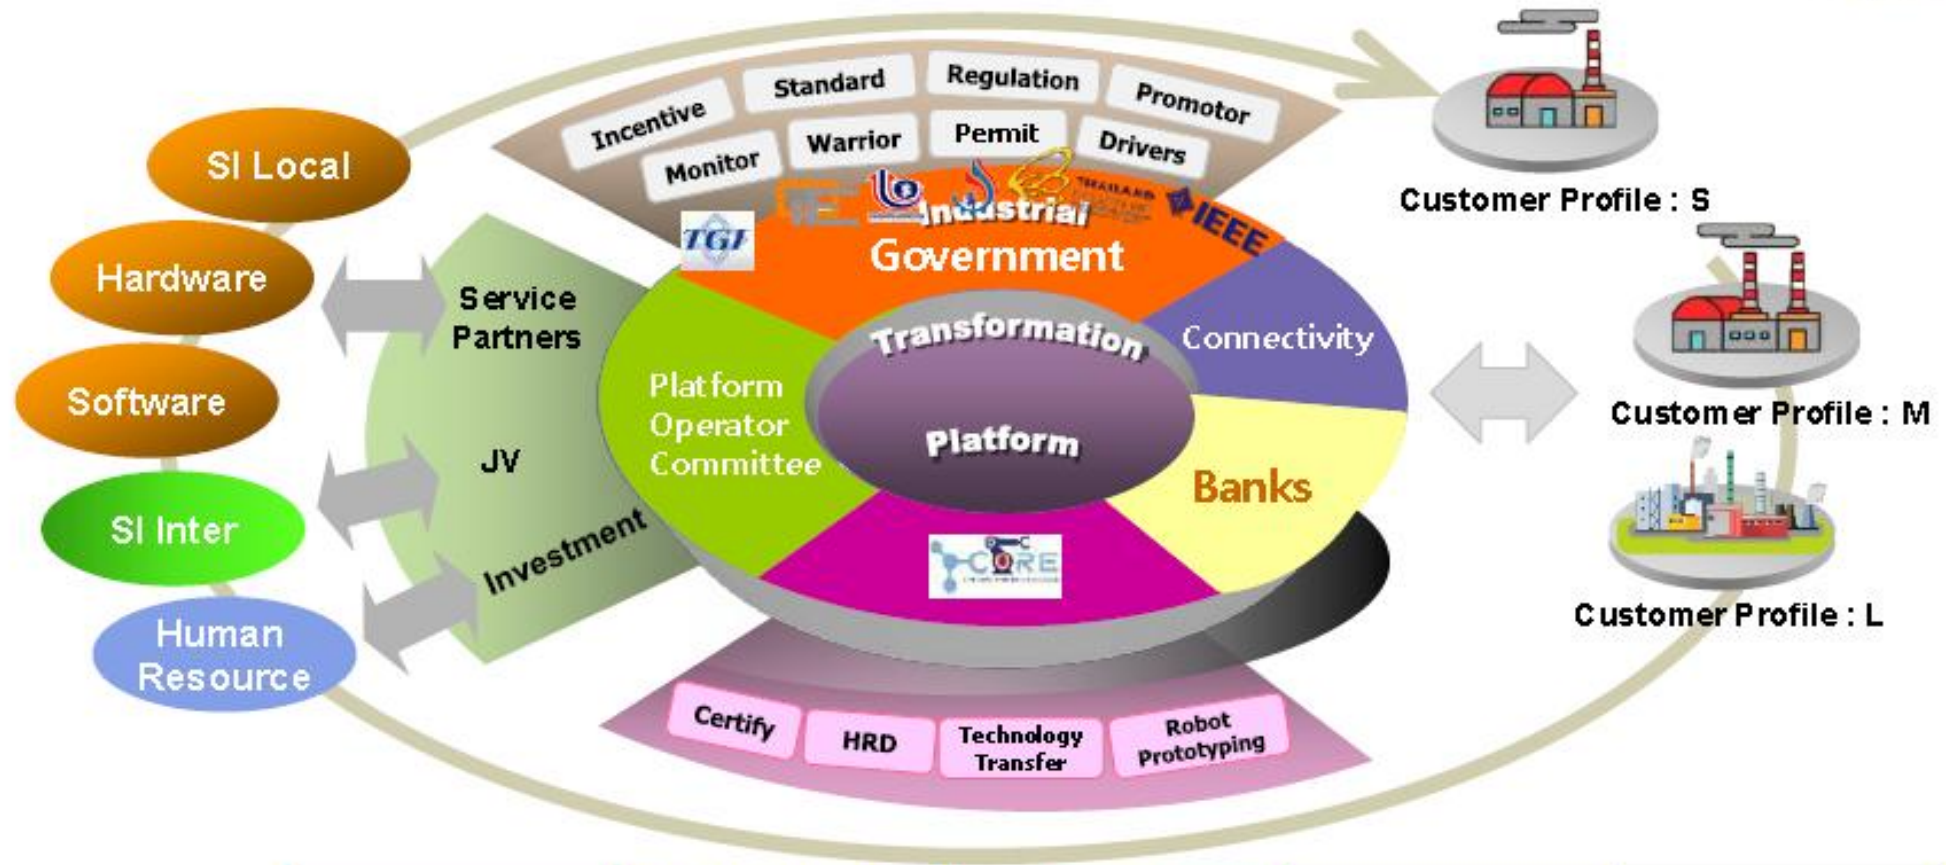 Incentive
Standard
Regulation
Promotor
Monitor
Warrior
Permit
Drivers
SI Local
Hardware
Software
SI Inter
Human
Resource
Service
Partners
JV
Investment
TGI
THAILAND
IEEE
Industrial
Government
Connectivity
Banks
Platform
Operator
Committee
Transformation
Platform
CORE
Certify
HRD
Technology
Transfer
Robot
Prototyping
Customer Profile : S
Customer Profile : M
Customer Profile : L